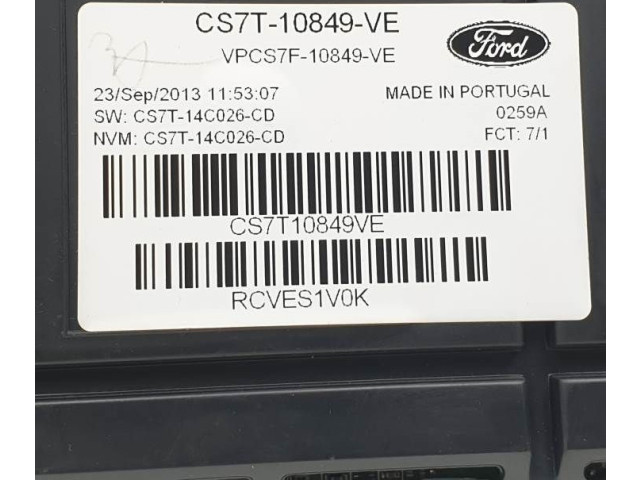 CS7T-10849-VE
VPCS7F-10849-VE
Ford
23/Sep/2013 11:53:07
MADE IN PORTUGAL
SW: CS7T-14C026-CD
0259A
NVM: CS7T-14C026-CD
FCT: 7/1
CS7T10849VE
RCVES1V0K